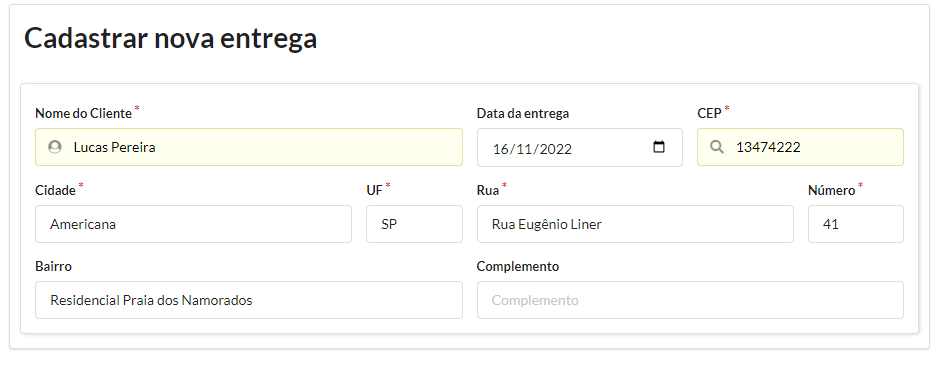 Cadastrar nova entrega
Nome do Cliente * Data da entrega CEP *
Lucas Pereira 16/11/2022 13474222
Cidade * UF * Rua * Número *
Americana SP Rua Eugênio Liner 41
Bairro Complemento
Residencial Praia dos Namorados Complemento